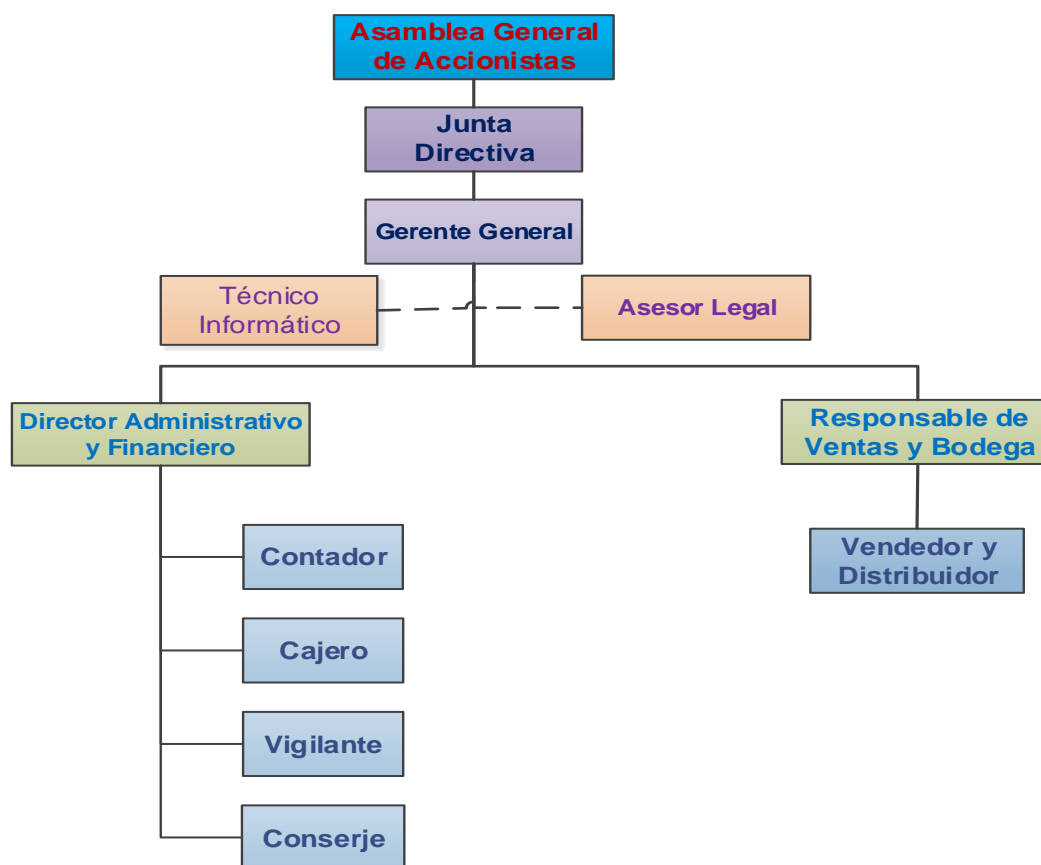 Asamblea General
de Accionistas
Junta
Directiva
Gerente General
Técnico
Informático
Asesor Legal
Director Administrativo
y Financiero
Responsable de
Ventas y Bodega
Contador
Vendedor y
Distribuidor
Cajero
Vigilante
Conserje